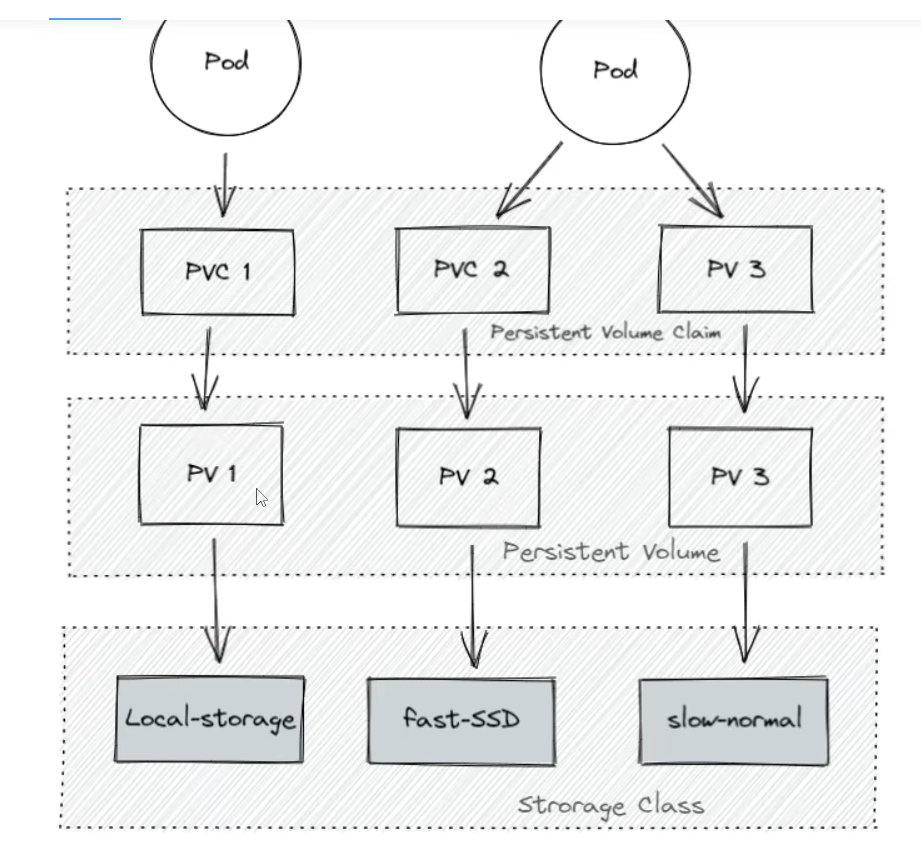 Pod
Pod
PVC 1
PVC 2
PV 3
Persistent Volume Claim
PV 1
PV 2
PV 3
Persistent Volume
Local-storage
fast-SSD
slow-normal
Strorage Class